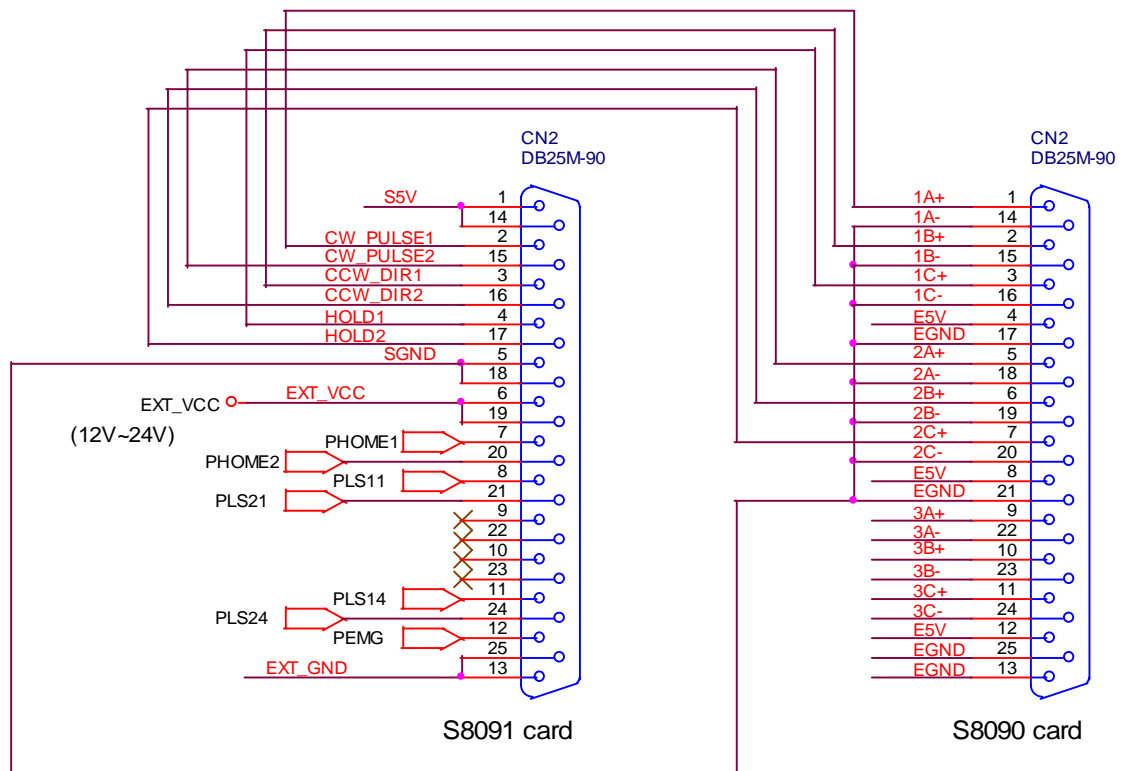 CN2
DB25M-90
S5V 1
14
CW_PULSE1 2
CW_PULSE2 15
CCW_DIR1 3
CCW_DIR2 16
HOLD1 4
HOLD2 17
SGND 5
18
EXT_VCC EXT_VCC 6
(12V~24V)
19
PHOME1 7
PHOME2 20
PLS11 8
PLS21 21
9
22
10
23
PLS14 11
PLS24 24
PEMG 12
25
EXT_GND 13
S8091 card
CN2
DB25M-90
1A+ 1
1A- 14
1B+ 2
1B- 15
1C+ 3
1C- 16
E5V 4
EGND 17
2A+ 5
2A- 18
2B+ 6
2B- 19
2C+ 7
2C- 20
E5V 8
EGND 21
3A+ 9
3A- 22
3B+ 10
3B- 23
3C+ 11
3C- 24
E5V 12
EGND 25
EGND 13
S8090 card